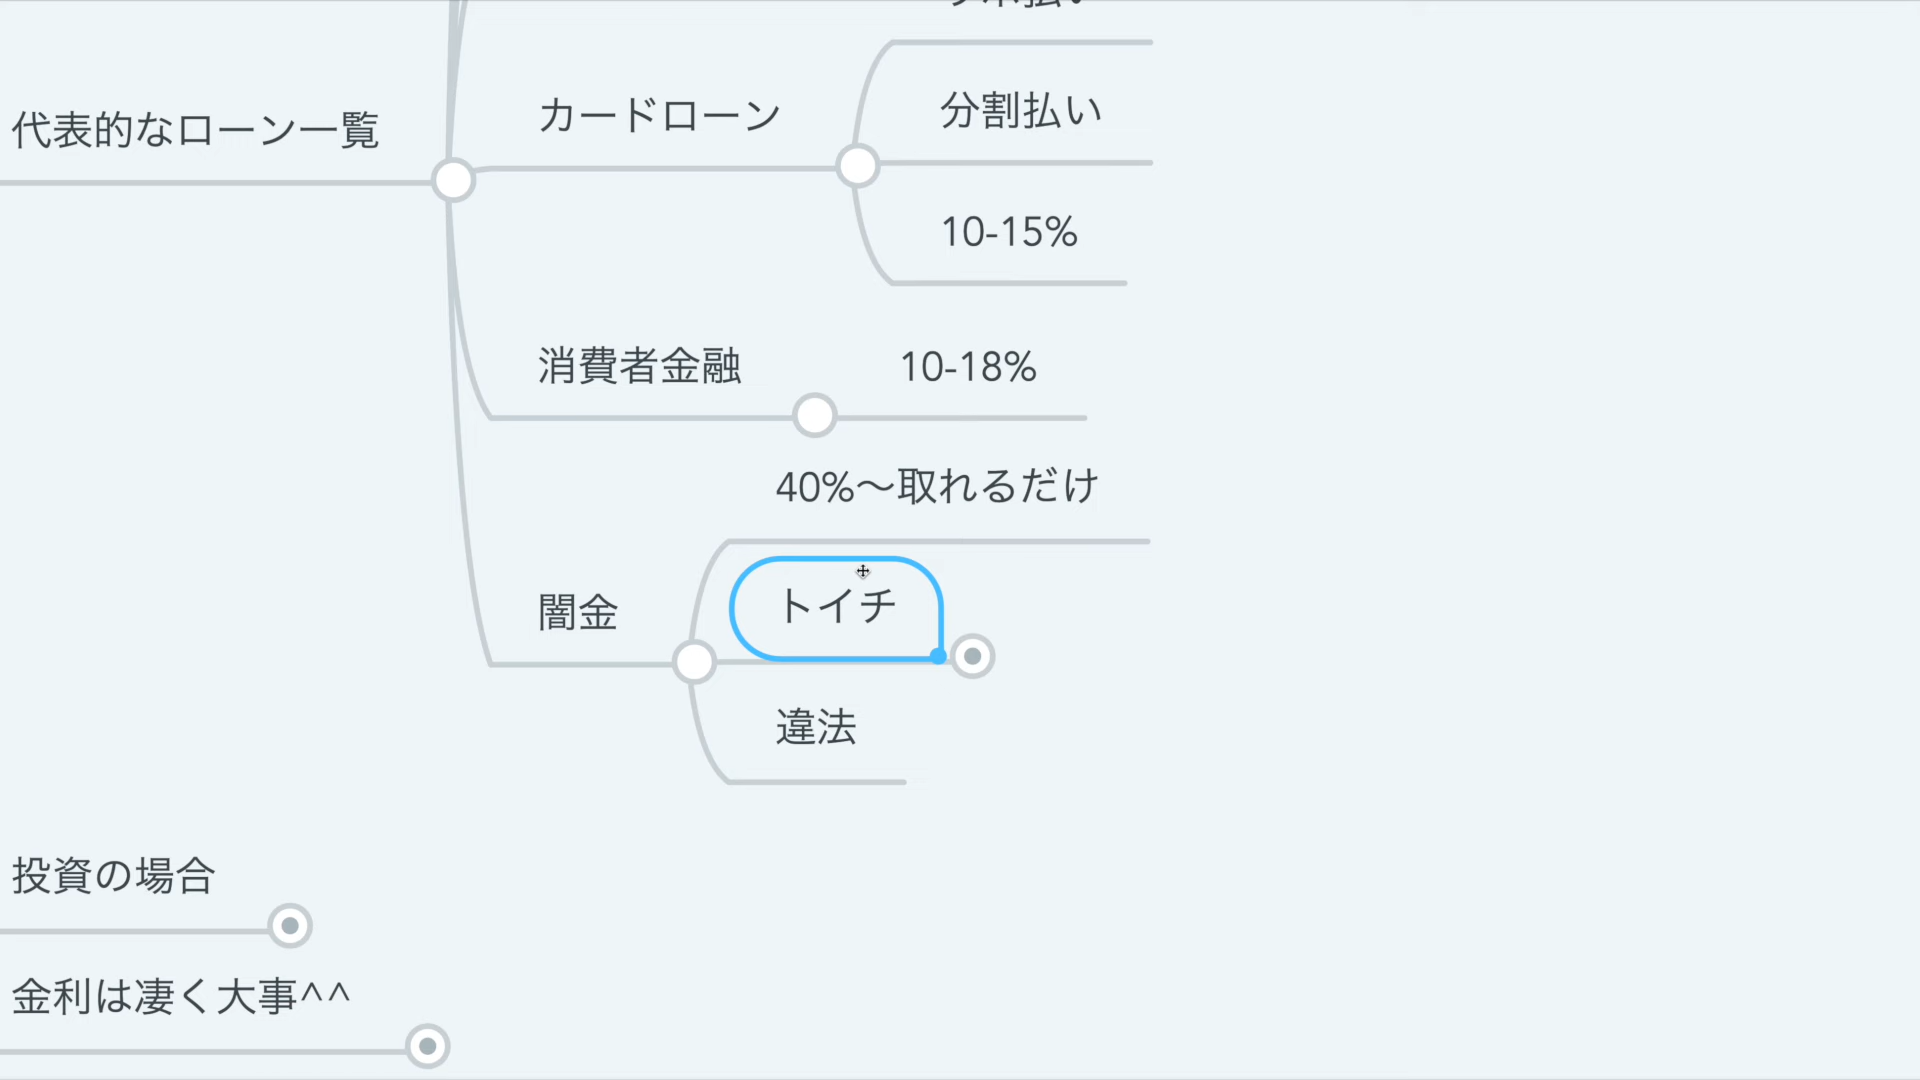 代表的なローン一覧
カードローン
分割払い
10-15%
消費者金融
10-18%
40%〜取れるだけ
闇金
トイチ
違法
投資の場合
金利は凄く大事^^